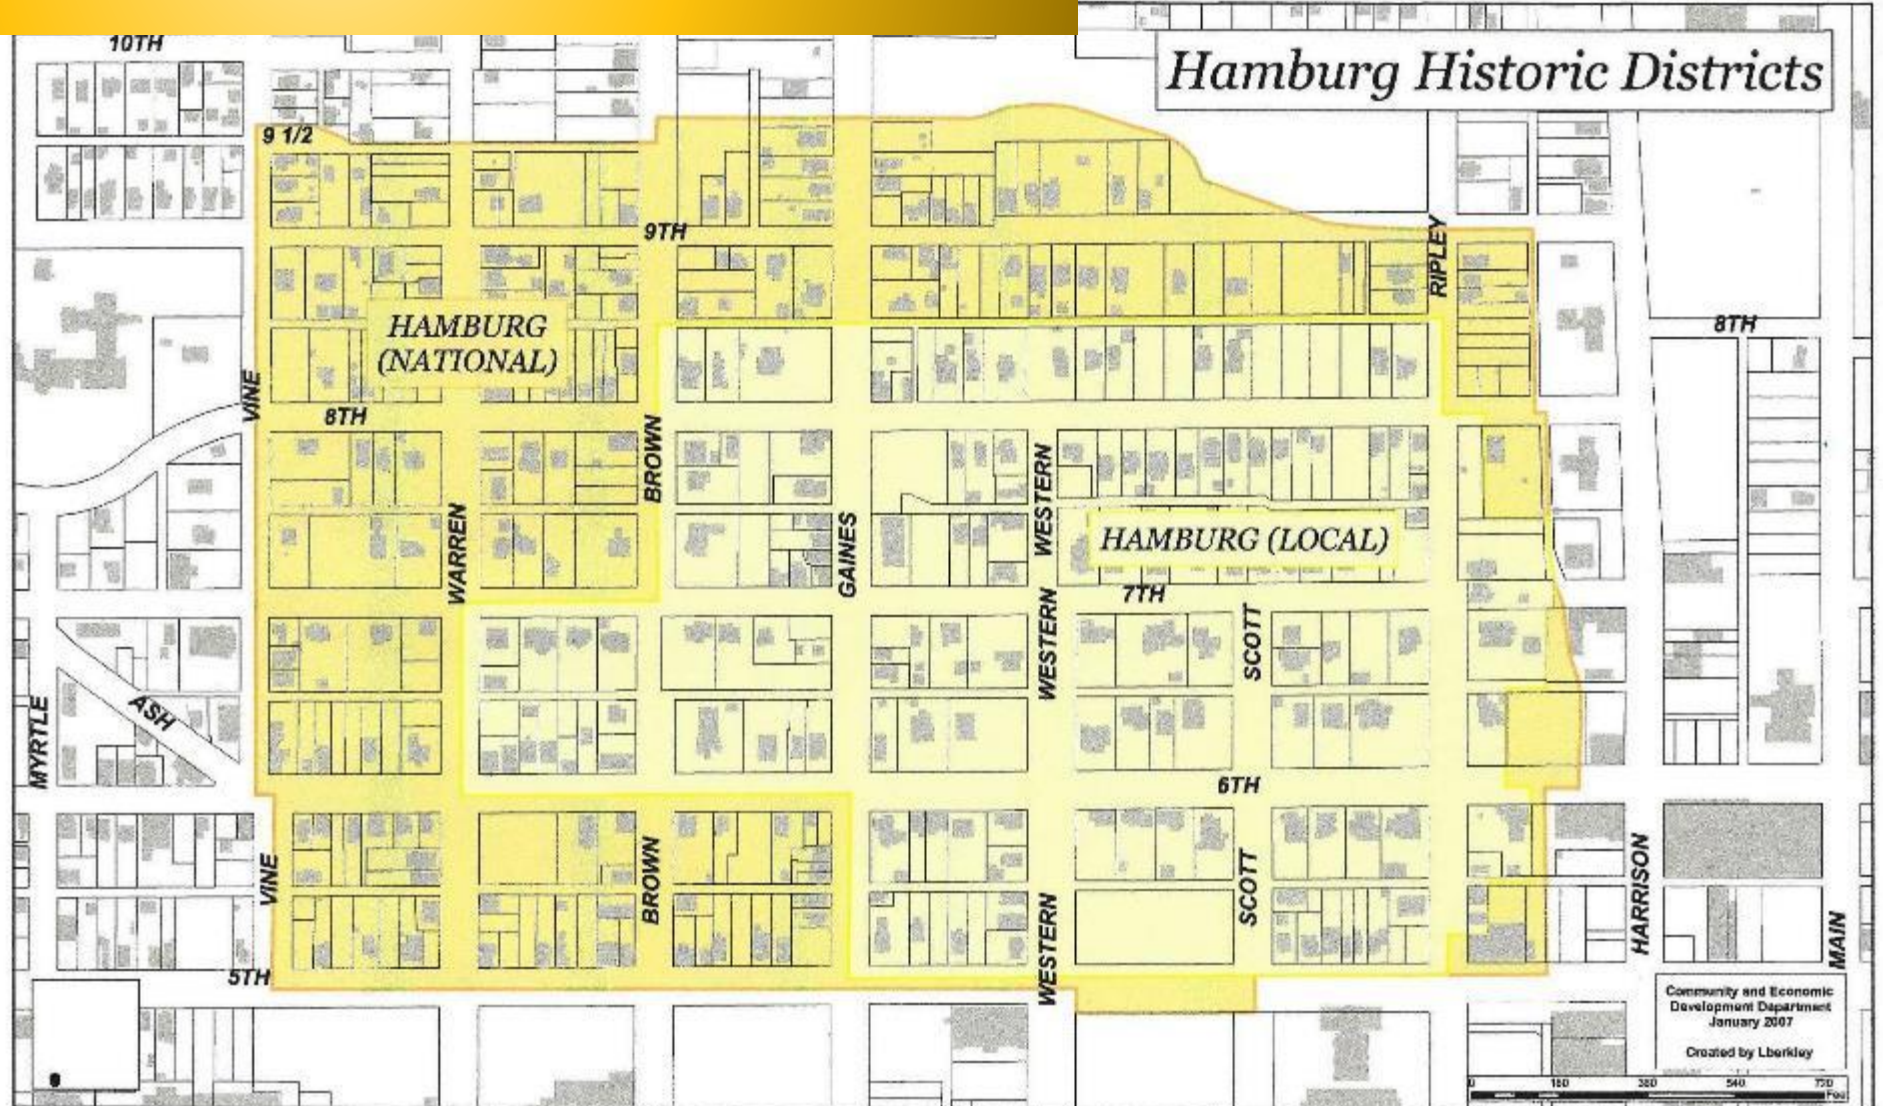 10TH
Hamburg Historic Districts
9 1/2
9TH
RIPLEY
HAMBURG
(NATIONAL)
8TH
VINE
8TH
BROWN
WESTERN
WARREN
GAINES
HAMBURG (LOCAL)
7TH
WESTERN
SCOTT
MYRTLE
ASH
6TH
VINE
BROWN
SCOTT
WESTERN
HARRISON
MAIN
5TH
Community and Economic
Development Department
January 2007
Created by Lberkley
0 180 360 540 720
Feet